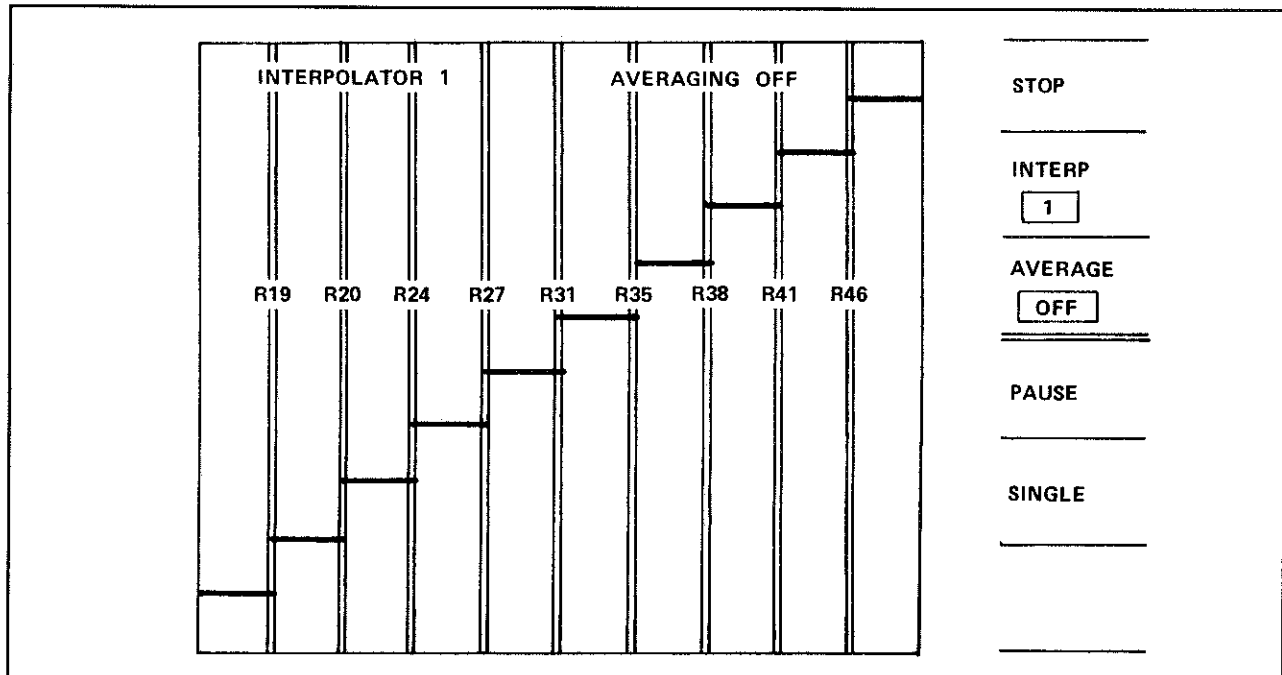 INTERPOLATOR 1 AVERAGING OFF
R19 R20 R24 R27 R31 R35 R38 R41 R46
STOP
INTERP
1
AVERAGE
OFF
PAUSE
SINGLE